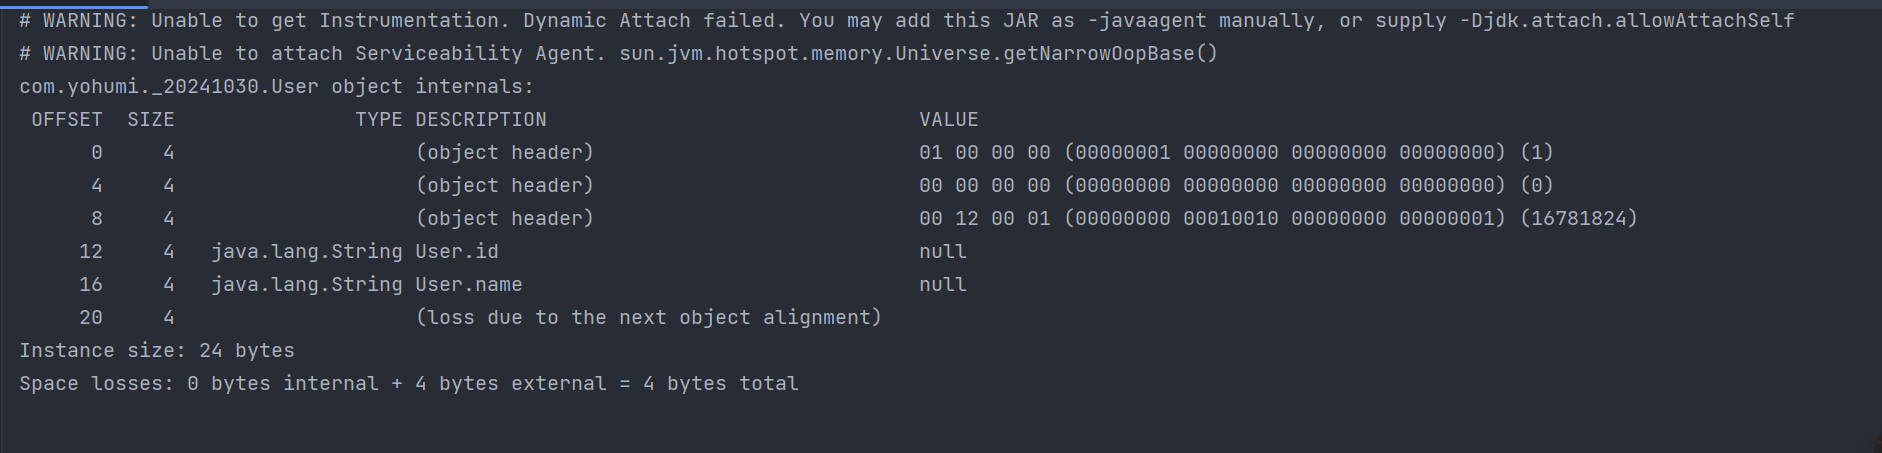 # WARNING: Unable to get Instrumentation. Dynamic Attach failed. You may add this JAR as -javaagent manually, or supply -Djdk.attach.allowAttachSelf
# WARNING: Unable to attach Serviceability Agent. sun.jvm.hotspot.memory.Universe.getNarrowOopBase()
com.yohumi._20241030.User object internals:
 OFFSET  SIZE               TYPE DESCRIPTION                               VALUE
      0     4                    (object header)                           01 00 00 00 (00000001 00000000 00000000 00000000) (1)
      4     4                    (object header)                           00 00 00 00 (00000000 00000000 00000000 00000000) (0)
      8     4                    (object header)                           00 12 00 01 (00000000 00010010 00000000 00000001) (16781824)
     12     4   java.lang.String User.id                                   null
     16     4   java.lang.String User.name                                 null
     20     4                    (loss due to the next object alignment)
Instance size: 24 bytes
Space losses: 0 bytes internal + 4 bytes external = 4 bytes total